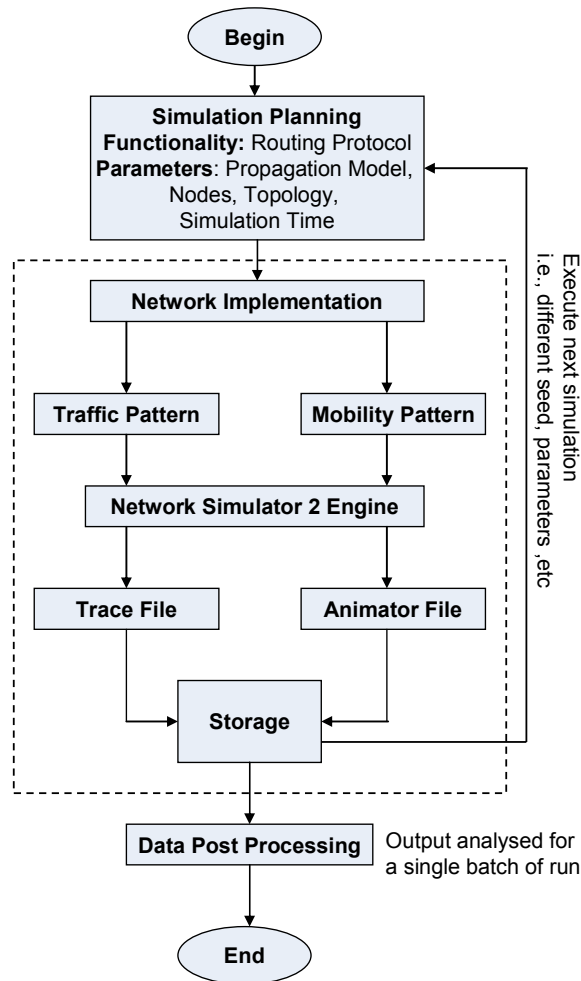 Begin
Simulation Planning
Functionality: Routing Protocol
Parameters: Propagation Model,
Nodes, Topology,
Simulation Time
Execute next simulation
i.e., different seed, parameters ,etc
Network Implementation
Traffic Pattern
Mobility Pattern
Network Simulator 2 Engine
Trace File
Animator File
Storage
Data Post Processing
Output analysed for
a single batch of run
End